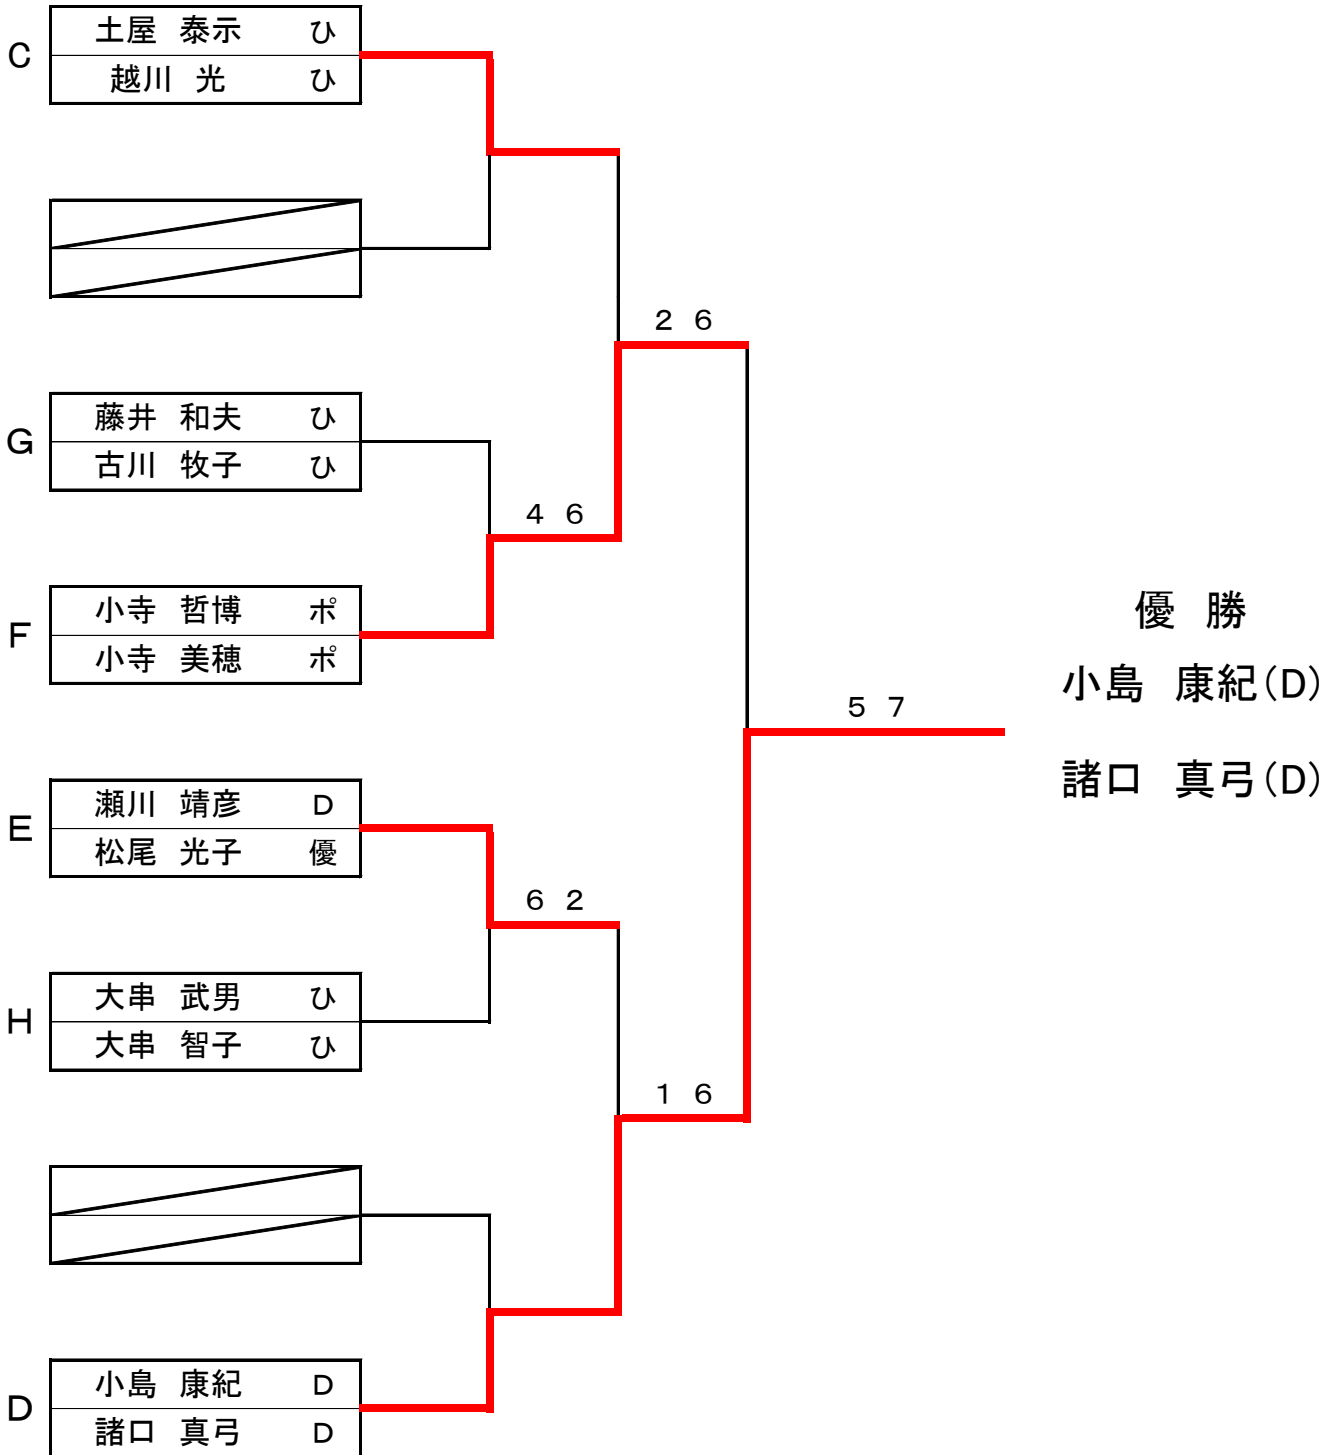 C
土屋 泰示 ひ
越川 光 ひ
２ ６
G
藤井 和夫 ひ
古川 牧子 ひ
４ ６
F
小寺 哲博 ポ
小寺 美穂 ポ
優 勝
小島 康紀(D)
５ ７
諸口 真弓(D)
E
瀬川 靖彦 D
松尾 光子 優
６ ２
H
大串 武男 ひ
大串 智子 ひ
１ ６
D
小島 康紀 D
諸口 真弓 D